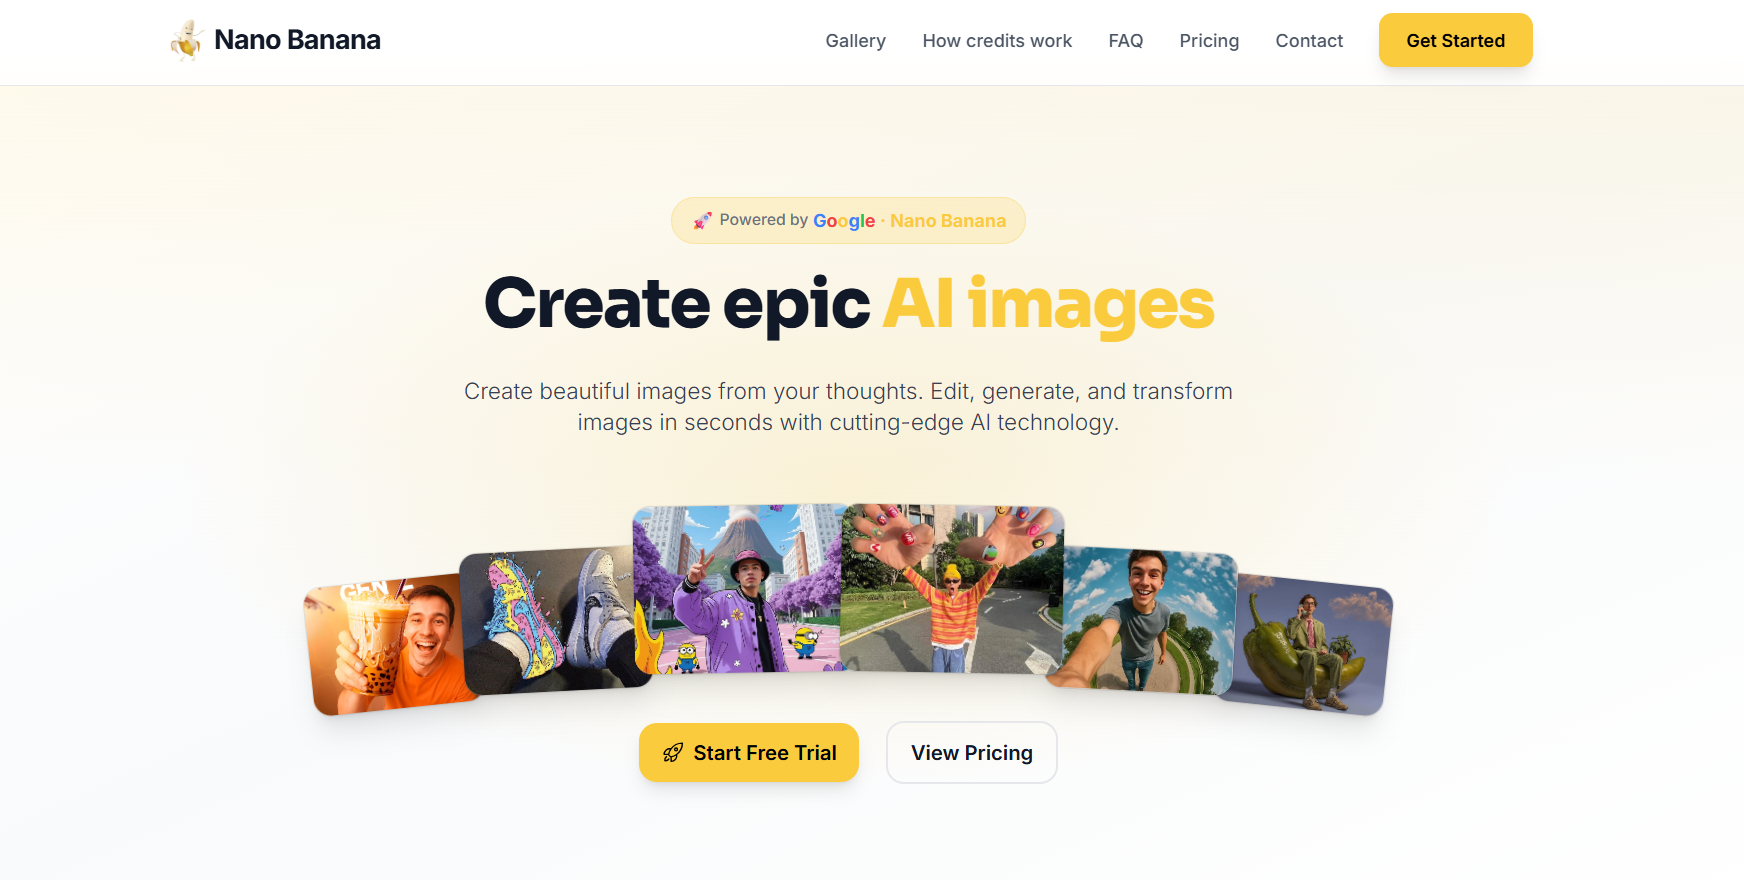 Nano Banana
Gallery
How credits work
FAQ
Pricing
Contact
Get Started
🚀 Powered by Google · Nano Banana
Create epic AI images
Create beautiful images from your thoughts. Edit, generate, and transform
images in seconds with cutting-edge AI technology.
Start Free Trial
View Pricing